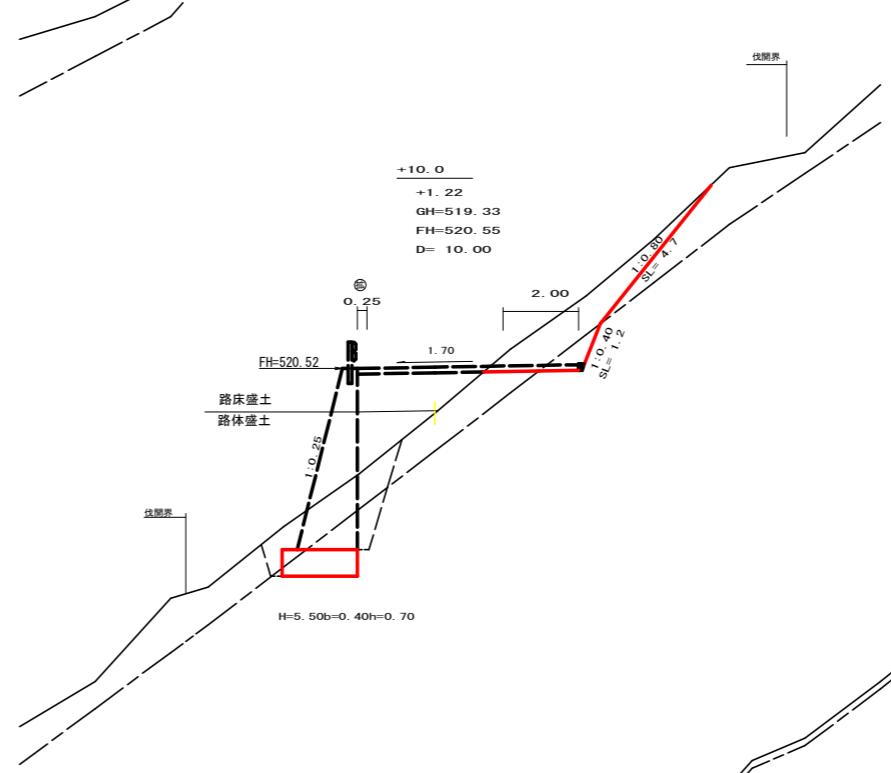 伐開界
+10.0
+1.22
GH=519.33
FH=520.55
D= 10.00
1:0.80
SL= 4.7
0.25
2.00
1:0.40
SL= 1.2
1.70
FH=520.52
路床盛土
路体盛土
1:0.25
伐開界
H=5.50b=0.40h=0.70